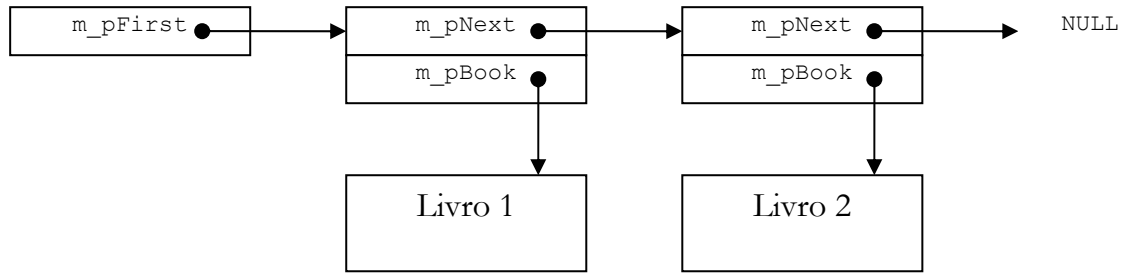 m_pFirst m_pNext m_pNext NULL
m_pBook m_pBook
Livro 1 Livro 2